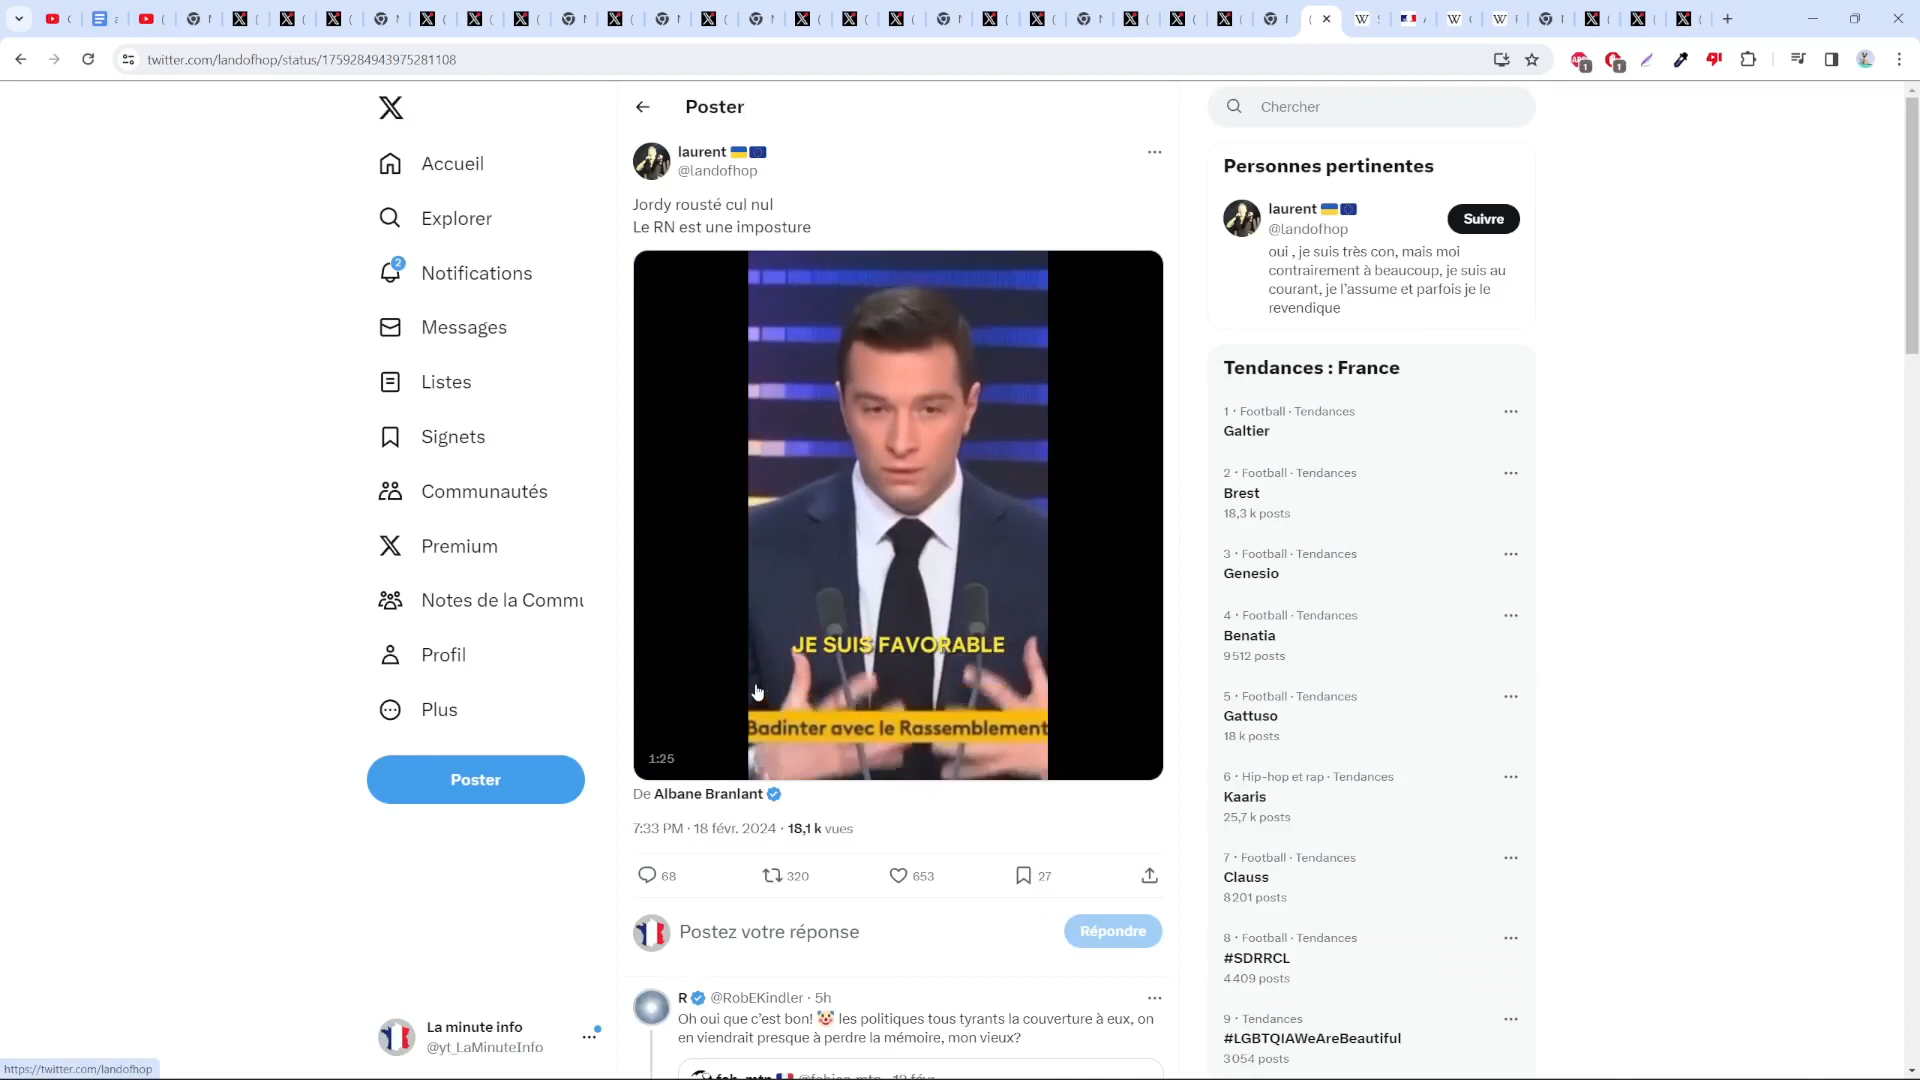 twitter.com/landofhop/status/1759284943975281108
1
1
Accueil
Explorer
2
Notifications
Messages
Listes
Signets
Communautés
Premium
Notes de la Commu
Profil
Plus
Poster
La minute info
@yt_LaMinuteInfo
https://twitter.com/landofhop
Poster
laurent
@landofhop
Jordy rousté cul nul
Le RN est une imposture
JE SUIS FAVORABLE
Badinter avec le Rassemblement
1:25
De Albane Branlant
7:33 PM · 18 févr. 2024 · 18,1 k vues
68
320
653
27
Postez votre réponse
Répondre
R @RobEKindler · 5h
Oh oui que c’est bon! 🤡 les politiques tous tyrants la couverture à eux, on
en viendrait presque à perdre la mémoire, mon vieux?
Chercher
Personnes pertinentes
laurent
@landofhop
Suivre
oui , je suis très con, mais moi
contrairement à beaucoup, je suis au
courant, je l’assume et parfois je le
revendique
Tendances : France
1 · Football · Tendances
Galtier
2 · Football · Tendances
Brest
18,3 k posts
3 · Football · Tendances
Genesio
4 · Football · Tendances
Benatia
9 512 posts
5 · Football · Tendances
Gattuso
18 k posts
6 · Hip-hop et rap · Tendances
Kaaris
25,7 k posts
7 · Football · Tendances
Clauss
8 201 posts
8 · Football · Tendances
#SDRRCL
4 409 posts
9 · Tendances
#LGBTQIAWeAreBeautiful
3 054 posts